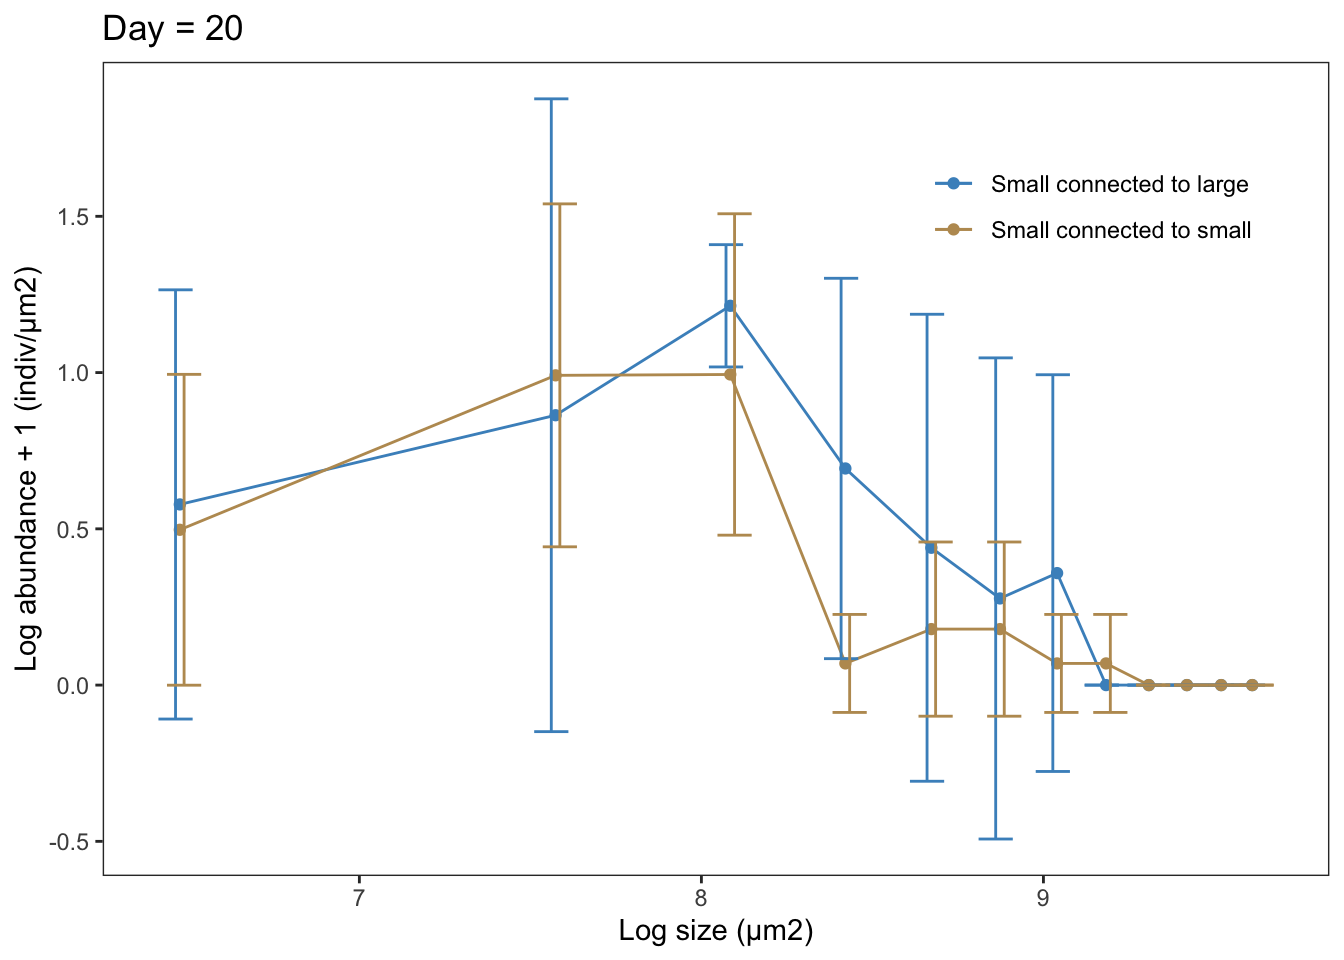 Day = 20
Log abundance + 1 (indiv/µm2)
1.5
1.0
0.5
0.0
-0.5
Small connected to large
Small connected to small
7
8
9
Log size (µm2)